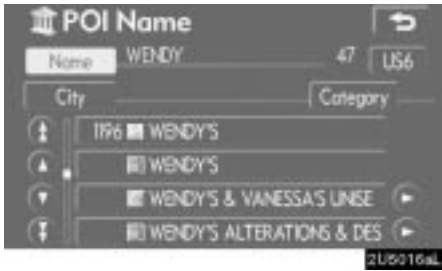 POI Name
Name WENDY 47 US6
City Category
1196 WENDY'S
WENDY'S
WENDY'S & VANESSA'S UNISE
WENDY'S ALTERATIONS & DES
2U5016aL